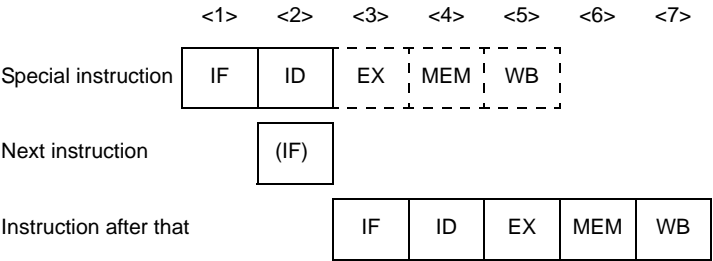 <1> <2> <3> <4> <5> <6> <7>
Special instruction IF ID EX MEM WB
Next instruction (IF)
Instruction after that IF ID EX MEM WB